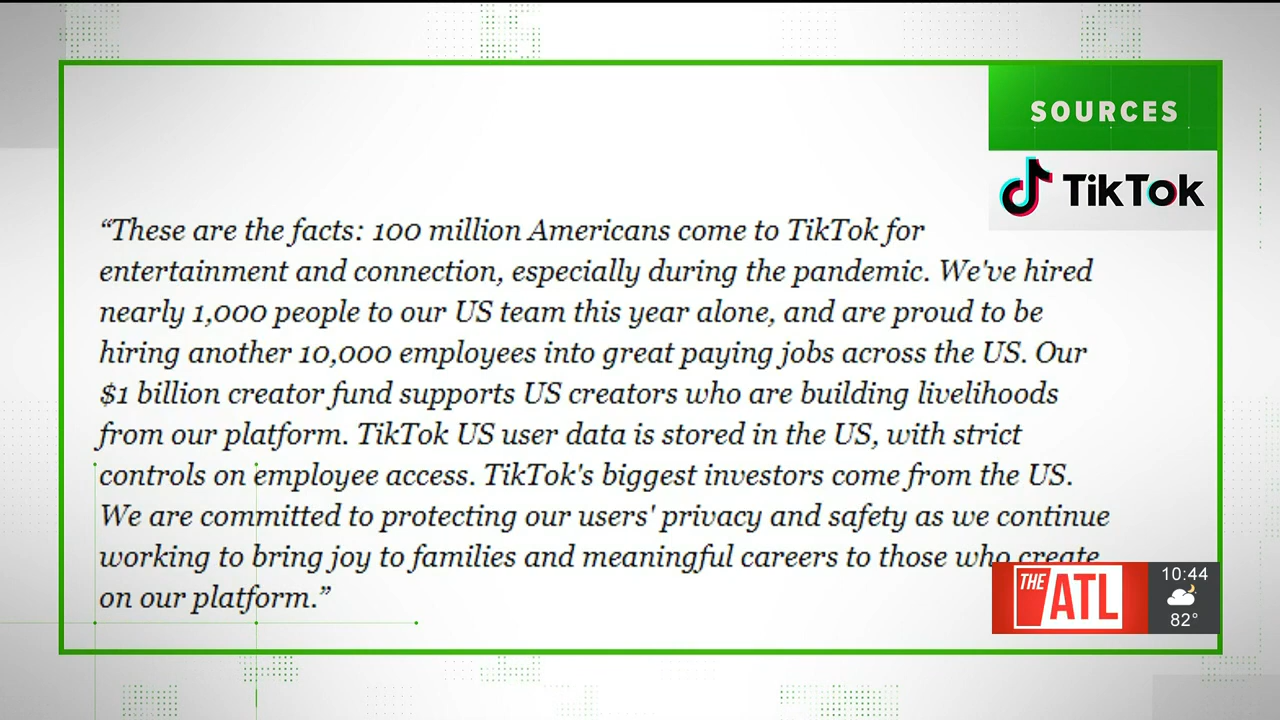 SOURCES
TikTok
“These are the facts: 100 million Americans come to TikTok for
entertainment and connection, especially during the pandemic. We've hired
nearly 1,000 people to our US team this year alone, and are proud to be
hiring another 10,000 employees into great paying jobs across the US. Our
$1 billion creator fund supports US creators who are building livelihoods
from our platform. TikTok US user data is stored in the US, with strict
controls on employee access. TikTok's biggest investors come from the US.
We are committed to protecting our users' privacy and safety as we continue
working to bring joy to families and meaningful careers to those who create
on our platform.”
THE ATL
10:44
82°